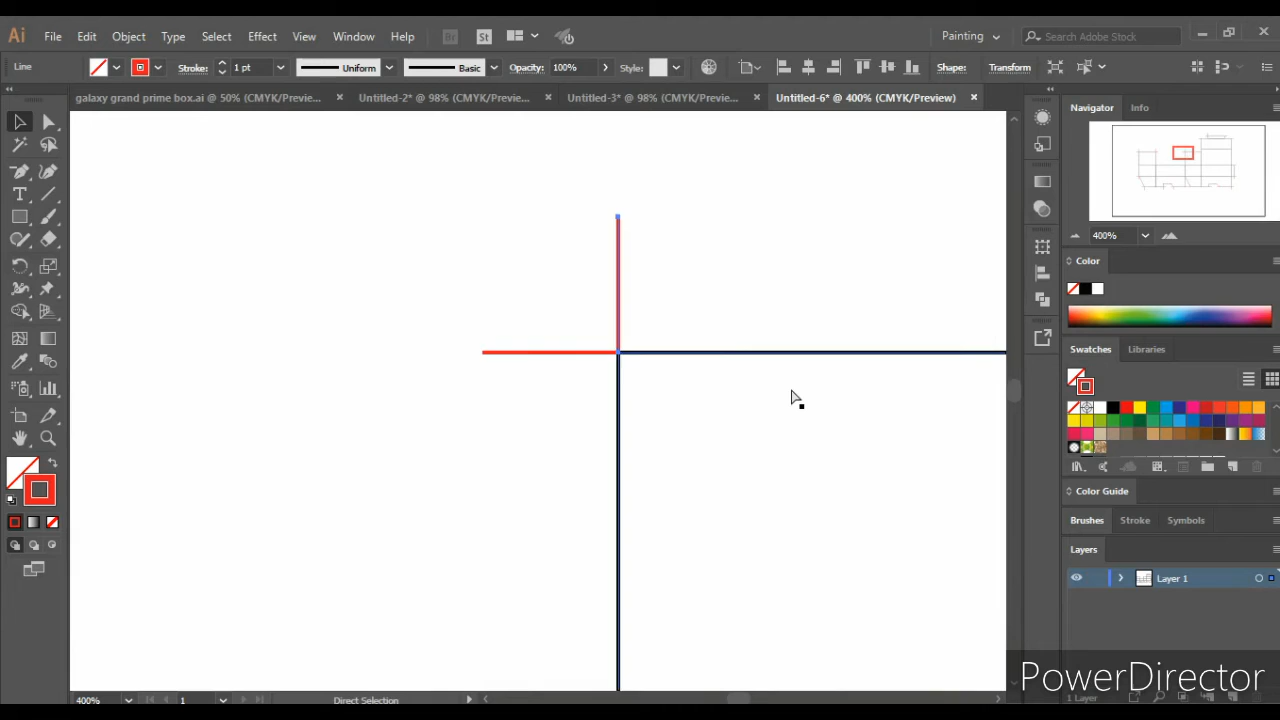 Ai File Edit Object Type Select Effect View Window Help Br St Painting Search Adobe Stock
Line Stroke: 1 pt Uniform Basic Opacity: 100% Style: Shape: Transform
galaxy grand prime box.ai @ 50% (CMYK/Previe... Untitled-2* @ 98% (CMYK/Previe... Untitled-3* @ 98% (CMYK/Previe... Untitled-6* @ 400% (CMYK/Preview)
Navigator Info
400%
Color
Swatches Libraries
Color Guide
Brushes Stroke Symbols
Layers
Layer 1
PowerDirector
1 Layer
400% 1 Direct Selection